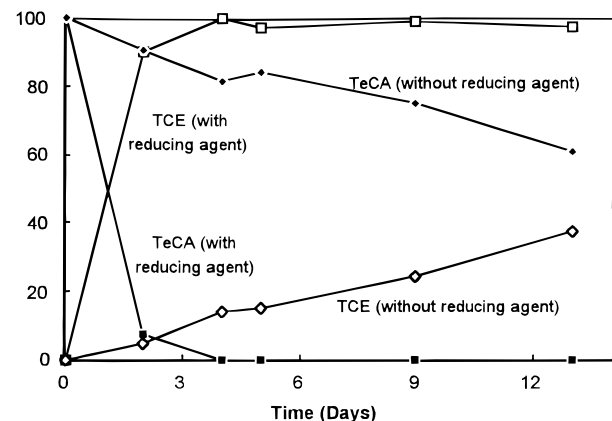 100
80
60
40
20
0
TeCA (without reducing agent)
TCE (with
reducing agent)
TeCA (with
reducing agent)
TCE (without reducing agent)
0 3 6 9 12
Time (Days)